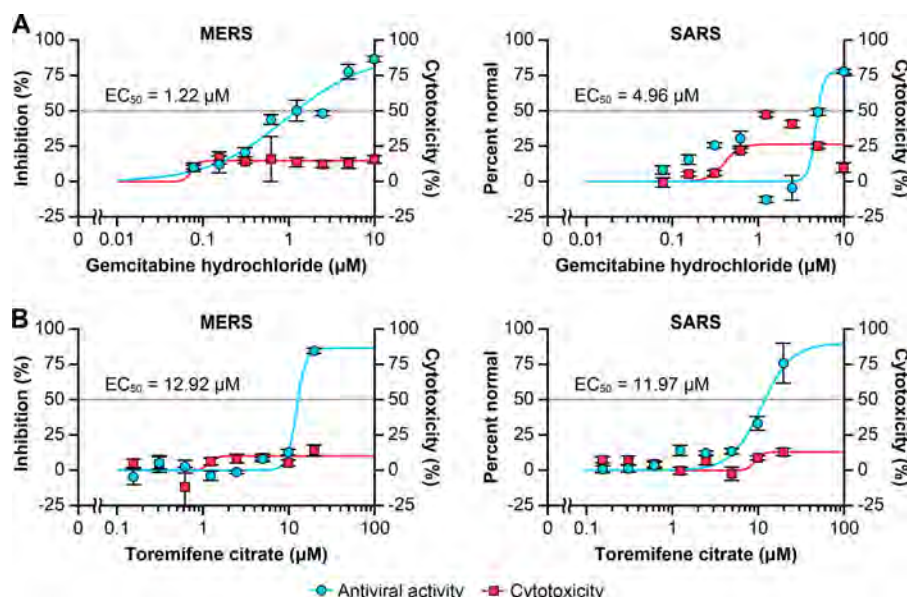 A
MERS
100
75
50
25
0
-25
Inhibition (%)
EC50 = 1.22 µM
100
75
50
25
0
25
Cytotoxicity (%)
0
0.01
0.1
1
10
Gemcitabine hydrochloride (µM)
SARS
100
75
50
25
0
-25
Percent normal
EC50 = 4.96 µM
100
75
50
25
0
25
Cytotoxicity (%)
0
0.01
0.1
1
10
Gemcitabine hydrochloride (µM)
B
MERS
100
75
50
25
0
-25
Inhibition (%)
EC50 = 12.92 µM
100
75
50
25
0
25
Cytotoxicity (%)
0
0.1
1
10
100
Toremifene citrate (µM)
SARS
100
75
50
25
0
-25
Percent normal
EC50 = 11.97 µM
100
75
50
25
0
25
Cytotoxicity (%)
0
0.1
1
10
100
Toremifene citrate (µM)
Antiviral activity Cytotoxicity